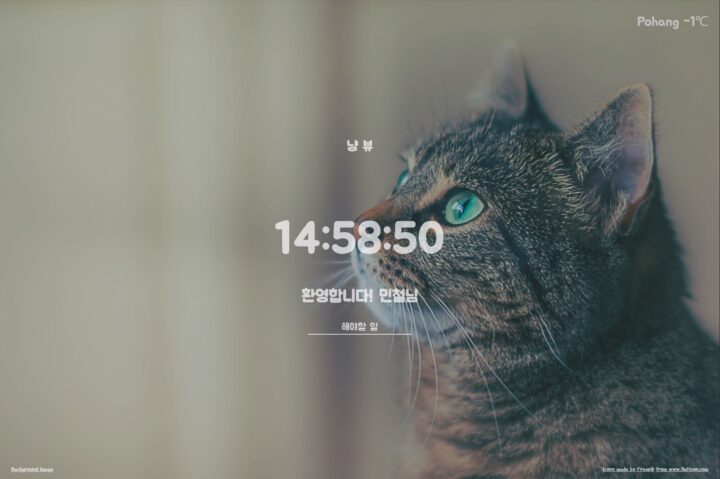 Pohang -1℃
냥 뷰
14:58:50
환영합니다! 민철님
해야할 일
Background Image
Icons made by Freepik from www.flaticon.com